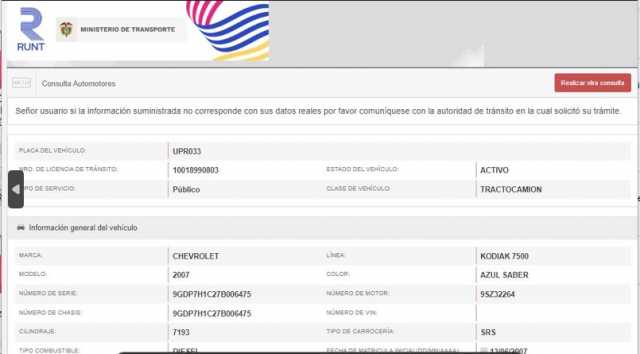 RUNT
MINISTERIO DE TRANSPORTE
Consulta Automotores
Realizar otra consulta
Señor usuario si la información suministrada no corresponde con sus datos reales por favor comuníquese con la autoridad de tránsito en la cual solicitó su trámite.
PLACA DEL VEHÍCULO: UPR033
NRO. DE LICENCIA DE TRÁNSITO: 10018990803 ESTADO DEL VEHÍCULO: ACTIVO
DE SERVICIO: Público CLASE DE VEHÍCULO: TRACTOCAMION
Información general del vehículo
MARCA: CHEVROLET LÍNEA: KODIAK 7500
MODELO: 2007 COLOR: AZUL SABER
NÚMERO DE SERIE: 9GDP7H1C27B006475 NÚMERO DE MOTOR: 9SZ32264
NÚMERO DE CHASIS: 9GDP7H1C27B006475 NÚMERO DE VIN:
CILINDRAJE: 7193 TIPO DE CARROCERÍA: SRS
TIPO COMBUSTIBLE: DIESEL FECHA DE MATRICULA INICIAL(DD/MM/AAAA): 13/06/2007